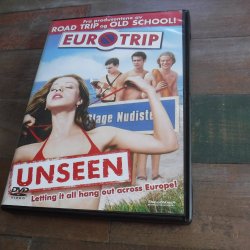 Fra produsentene av
ROAD TRIP og OLD SCHOOL!
EUROTRIP
Plage Nudiste
UNSEEN
DVD
VIDEO
Letting it all hang out across Europe!